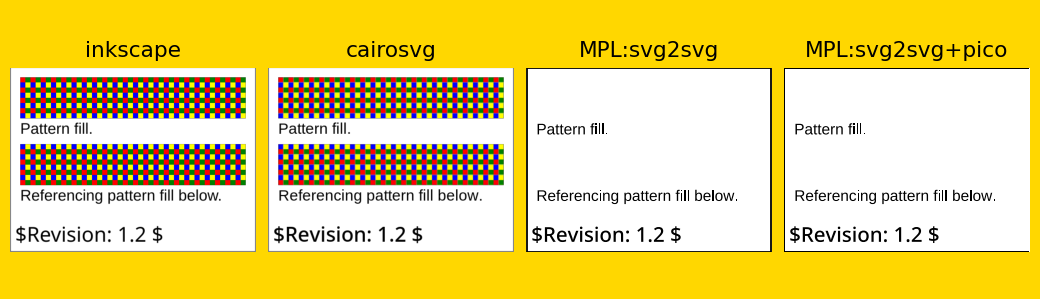 inkscape
cairosvg
MPL:svg2svg
MPL:svg2svg+pico
Pattern fill.
Pattern fill.
Pattern fill.
Pattern fill.
Referencing pattern fill below.
Referencing pattern fill below.
Referencing pattern fill below.
Referencing pattern fill below.
$Revision: 1.2 $
$Revision: 1.2 $
$Revision: 1.2 $
$Revision: 1.2 $